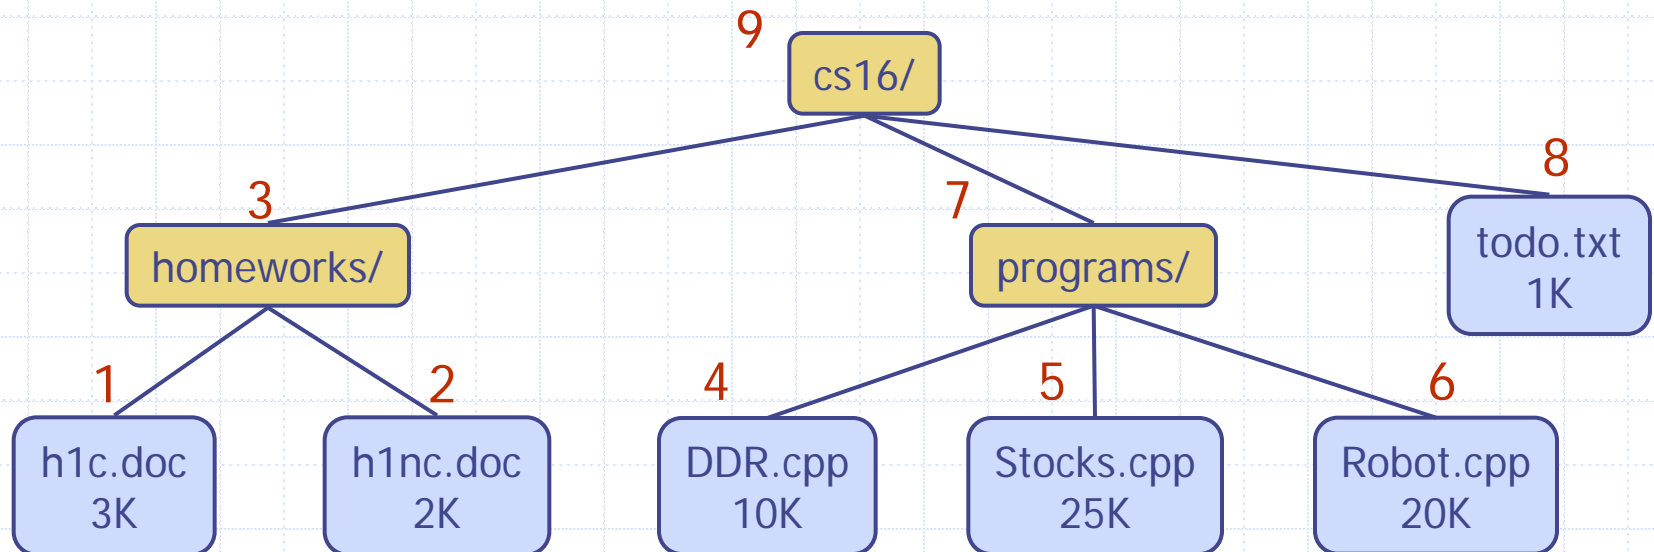 9
cs16/
8
3
7
homeworks/
programs/
todo.txt
1K
1
2
4
5
6
h1c.doc
3K
h1nc.doc
2K
DDR.cpp
10K
Stocks.cpp
25K
Robot.cpp
20K